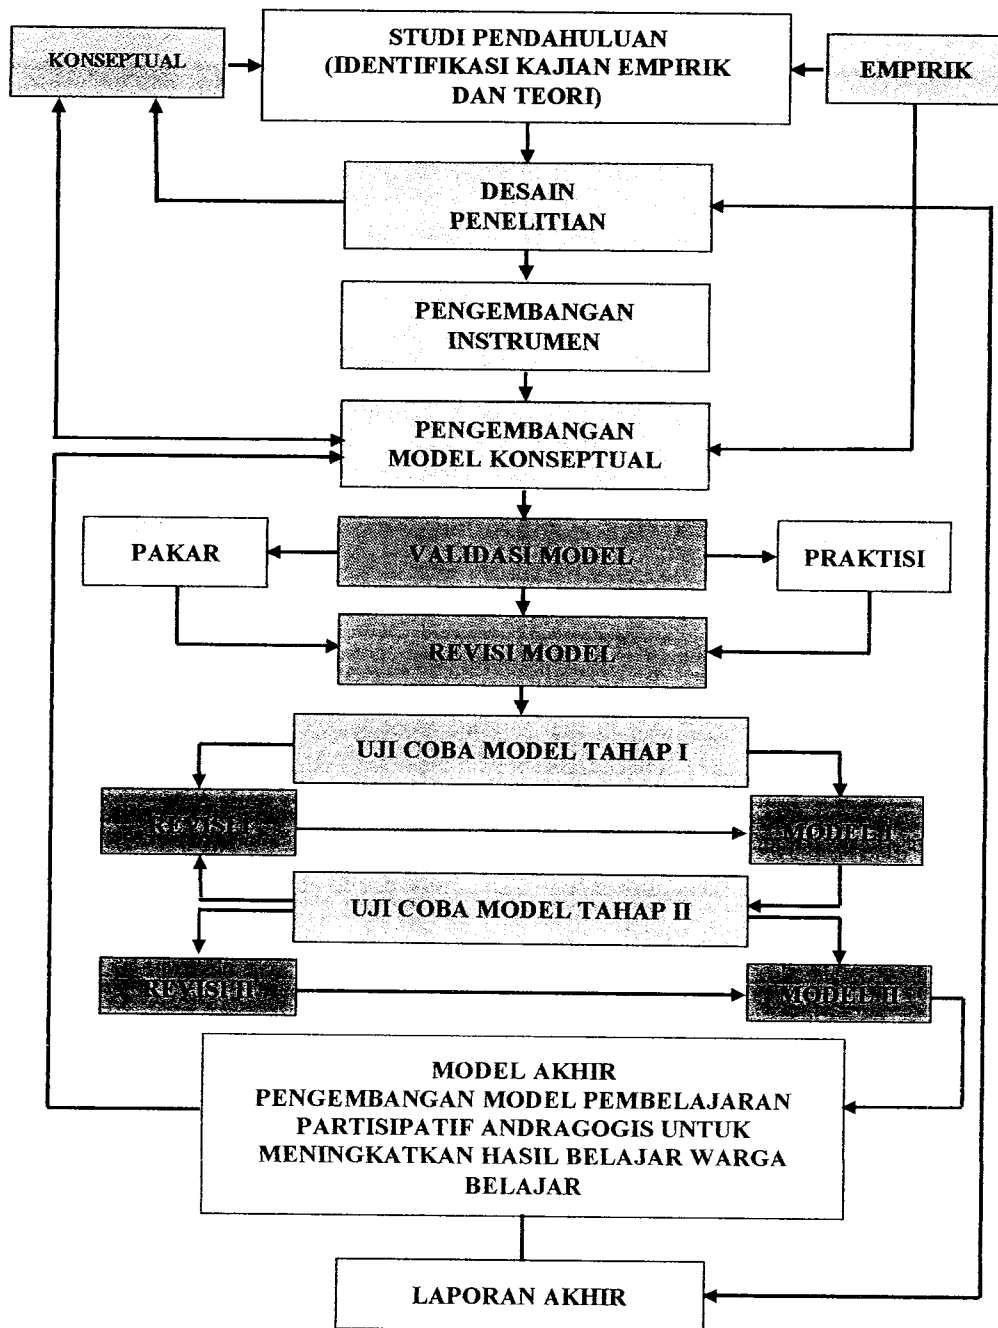 KONSEPTUAL
STUDI PENDAHULUAN
(IDENTIFIKASI KAJIAN EMPIRIK
DAN TEORI)
EMPIRIK
DESAIN
PENELITIAN
PENGEMBANGAN
INSTRUMEN
PENGEMBANGAN
MODEL KONSEPTUAL
PAKAR
VALIDASI MODEL
PRAKTISI
REVISI MODEL
UJI COBA MODEL TAHAP I
REVISI I
MODEL I
UJI COBA MODEL TAHAP II
REVISI II
MODEL II
MODEL AKHIR
PENGEMBANGAN MODEL PEMBELAJARAN
PARTISIPATIF ANDRAGOGIS UNTUK
MENINGKATKAN HASIL BELAJAR WARGA
BELAJAR
LAPORAN AKHIR